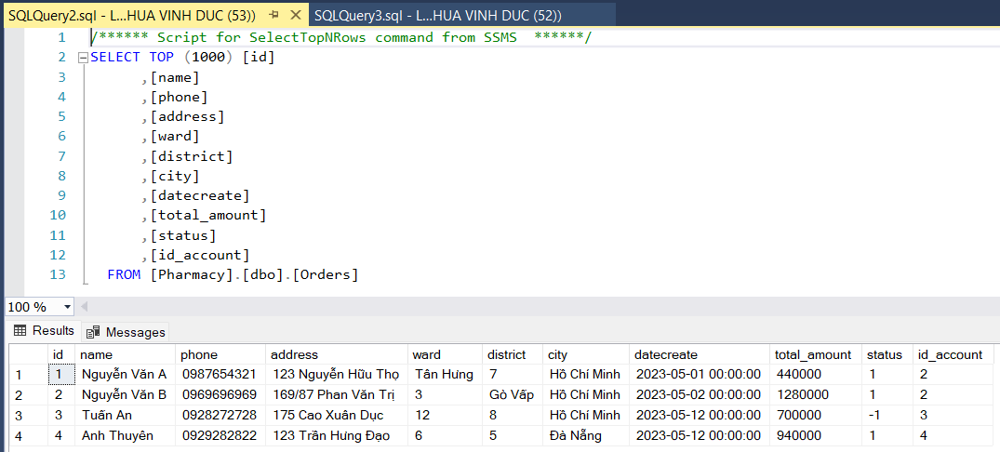 SQLQuery2.sql - L...HUA VINH DUC (53)) SQLQuery3.sql - L...HUA VINH DUC (52))
1 /****** Script for SelectTopNRows command from SSMS ******/
2 SELECT TOP (1000) [id]
3 ,[name]
4 ,[phone]
5 ,[address]
6 ,[ward]
7 ,[district]
8 ,[city]
9 ,[datecreate]
10 ,[total_amount]
11 ,[status]
12 ,[id_account]
13 FROM [Pharmacy].[dbo].[Orders]
100 %
Results Messages
id name phone address ward district city datecreate total_amount status id_account
1 1 Nguyễn Văn A 0987654321 123 Nguyễn Hữu Thọ Tân Hưng 7 Hồ Chí Minh 2023-05-01 00:00:00 440000 1 2
2 2 Nguyễn Văn B 0969696969 169/87 Phan Văn Trị 3 Gò Vấp Hồ Chí Minh 2023-05-02 00:00:00 1280000 1 2
3 3 Tuấn An 0928272728 175 Cao Xuân Dục 12 8 Hồ Chí Minh 2023-05-12 00:00:00 700000 -1 3
4 4 Anh Thuyên 0929282822 123 Trần Hưng Đạo 6 5 Đà Nẵng 2023-05-12 00:00:00 940000 1 4